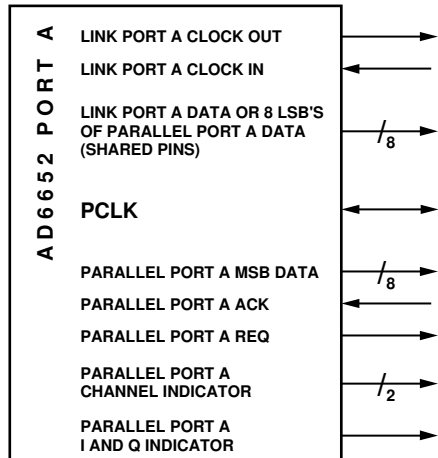 AD6652 PORT A
LINK PORT A CLOCK OUT
LINK PORT A CLOCK IN
LINK PORT A DATA OR 8 LSB'S
OF PARALLEL PORT A DATA
(SHARED PINS)
8
PCLK
PARALLEL PORT A MSB DATA
8
PARALLEL PORT A ACK
PARALLEL PORT A REQ
PARALLEL PORT A
CHANNEL INDICATOR
2
PARALLEL PORT A
I AND Q INDICATOR